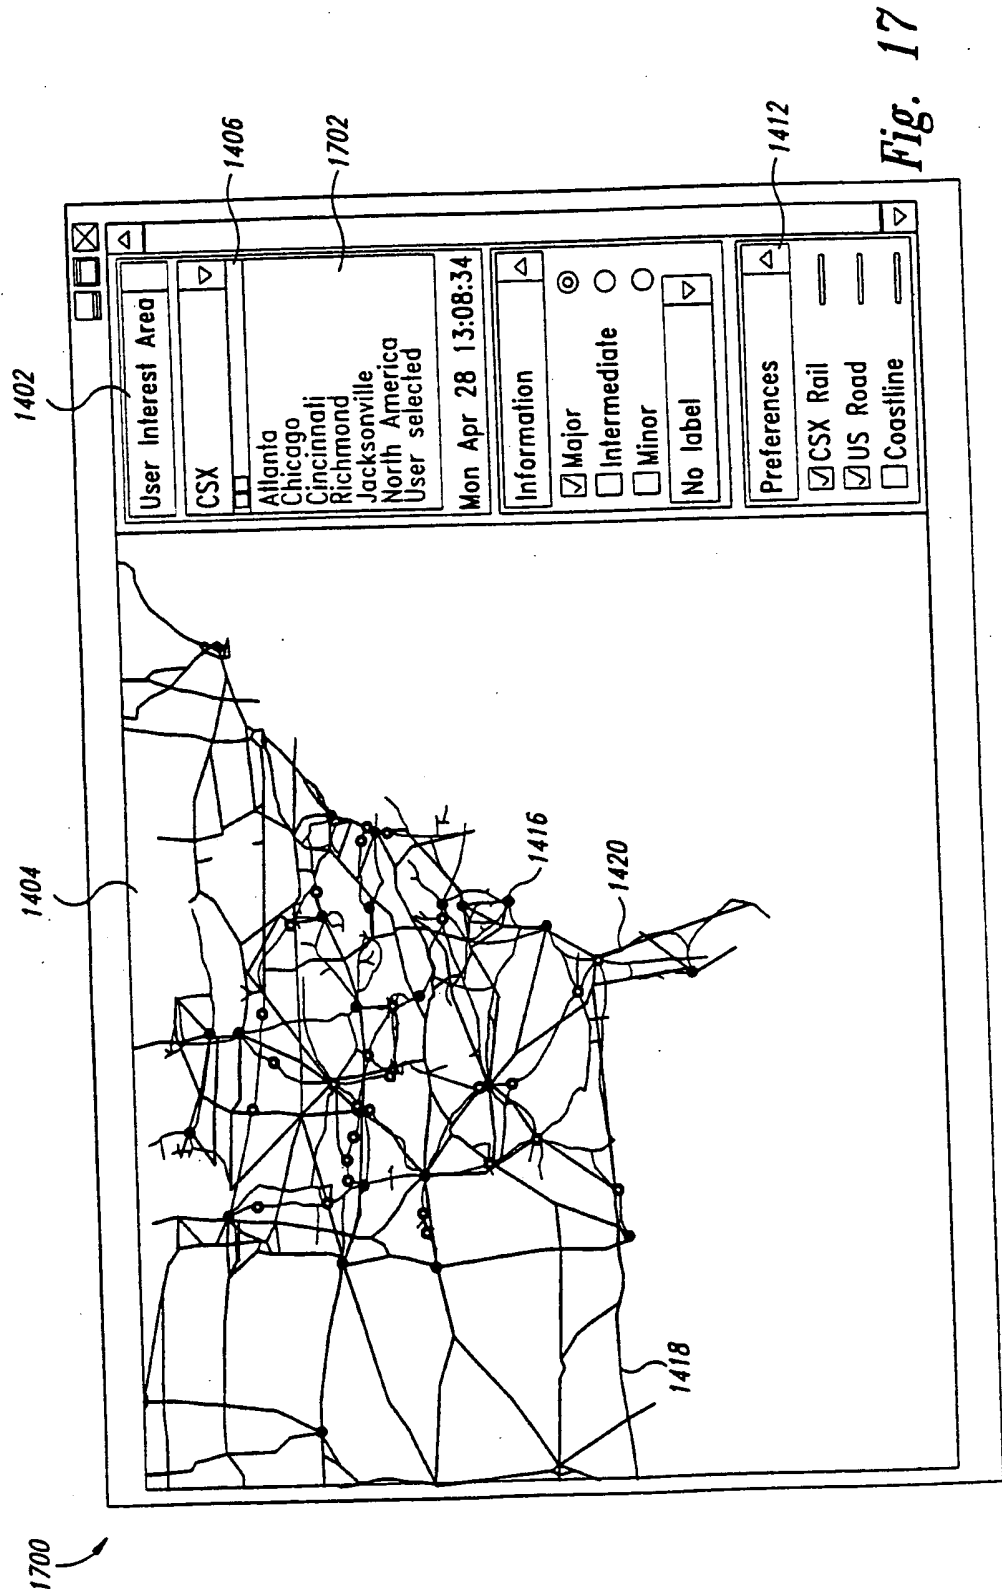 1700
1402
1404
1406
1702
User Interest Area
CSX
Atlanta
Chicago
Cincinnati
Richmond
Jacksonville
North America
User selected
Mon Apr 28 13:08:34
Information
Major
Intermediate
Minor
No label
Preferences
CSX Rail
US Road
Coastline
1412
1416
1420
1418
Fig. 17